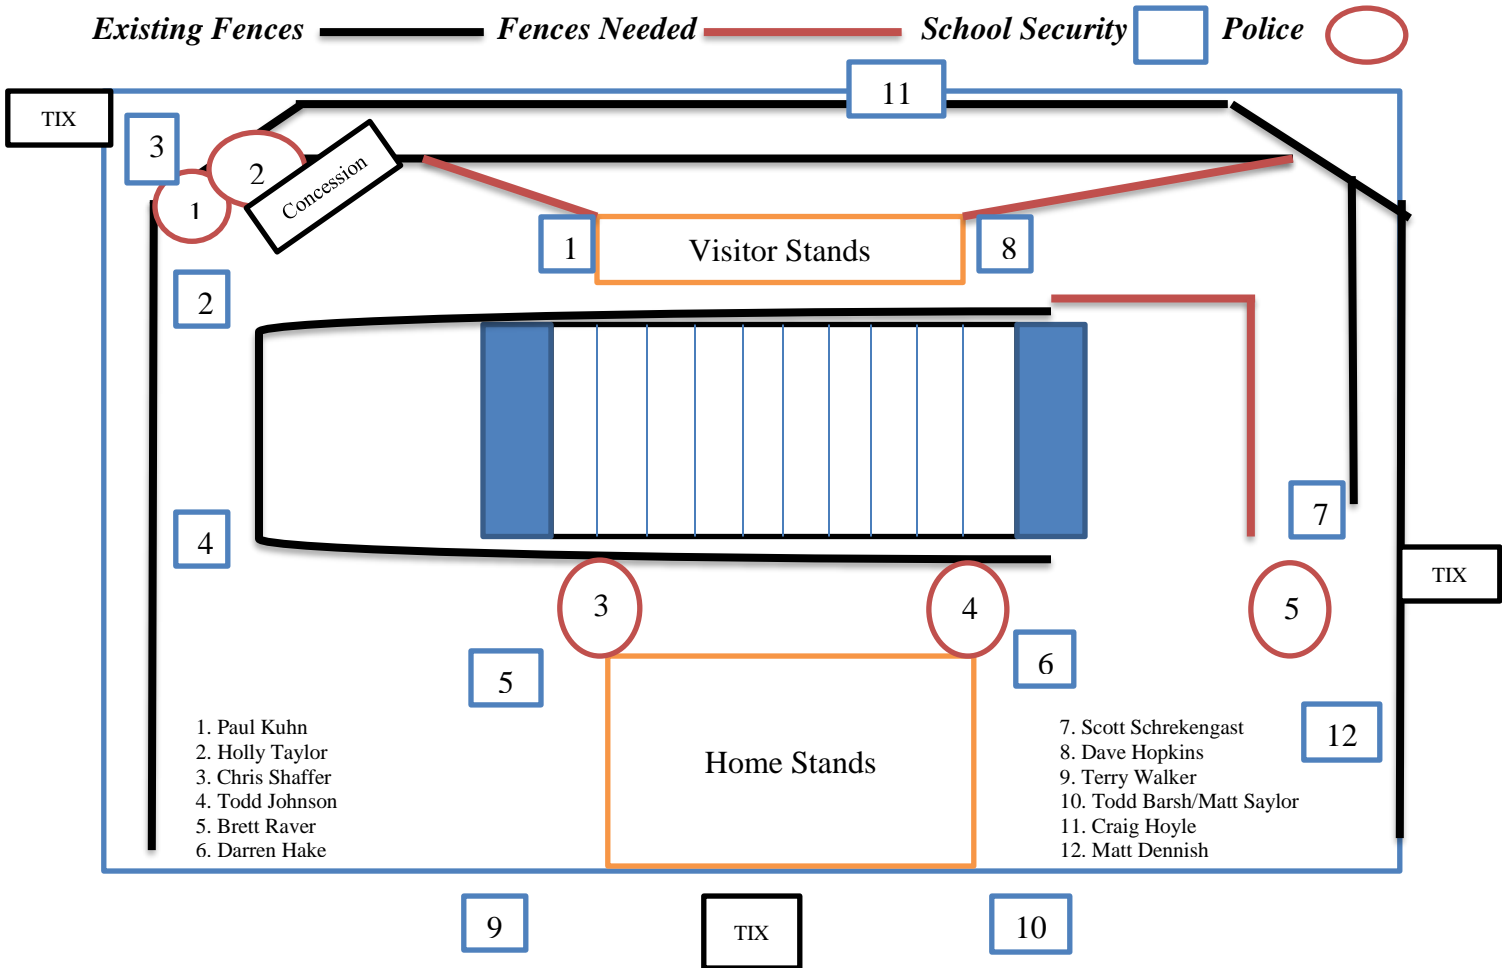 Existing Fences Fences Needed School Security Police
11
TIX
3
2
Concession
1
1
Visitor Stands
8
2
7
4
TIX
3
4
5
6
5
12
Home Stands
1. Paul Kuhn
2. Holly Taylor
3. Chris Shaffer
4. Todd Johnson
5. Brett Raver
6. Darren Hake
7. Scott Schrekengast
8. Dave Hopkins
9. Terry Walker
10. Todd Barsh/Matt Saylor
11. Craig Hoyle
12. Matt Dennish
9
TIX
10